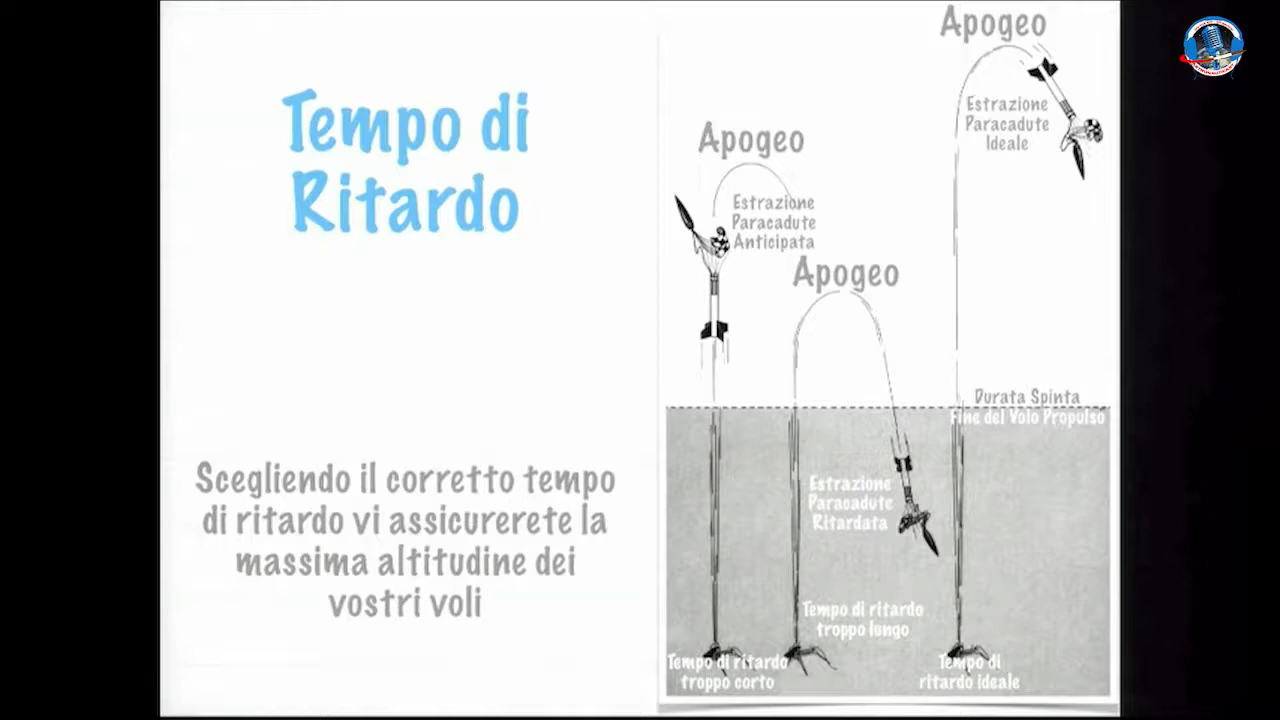 Tempo di
Ritardo
Scegliendo il corretto tempo
di ritardo vi assicurerete la
massima altitudine dei
vostri voli
Apogeo
Estrazione
Paracadute
Anticipata
Apogeo
Estrazione
Paracadute
Ritardata
Apogeo
Estrazione
Paracadute
Ideale
Durata Spinta
Fine del Volo Propulso
Tempo di ritardo
troppo corto
Tempo di ritardo
troppo lungo
Tempo di
ritardo ideale